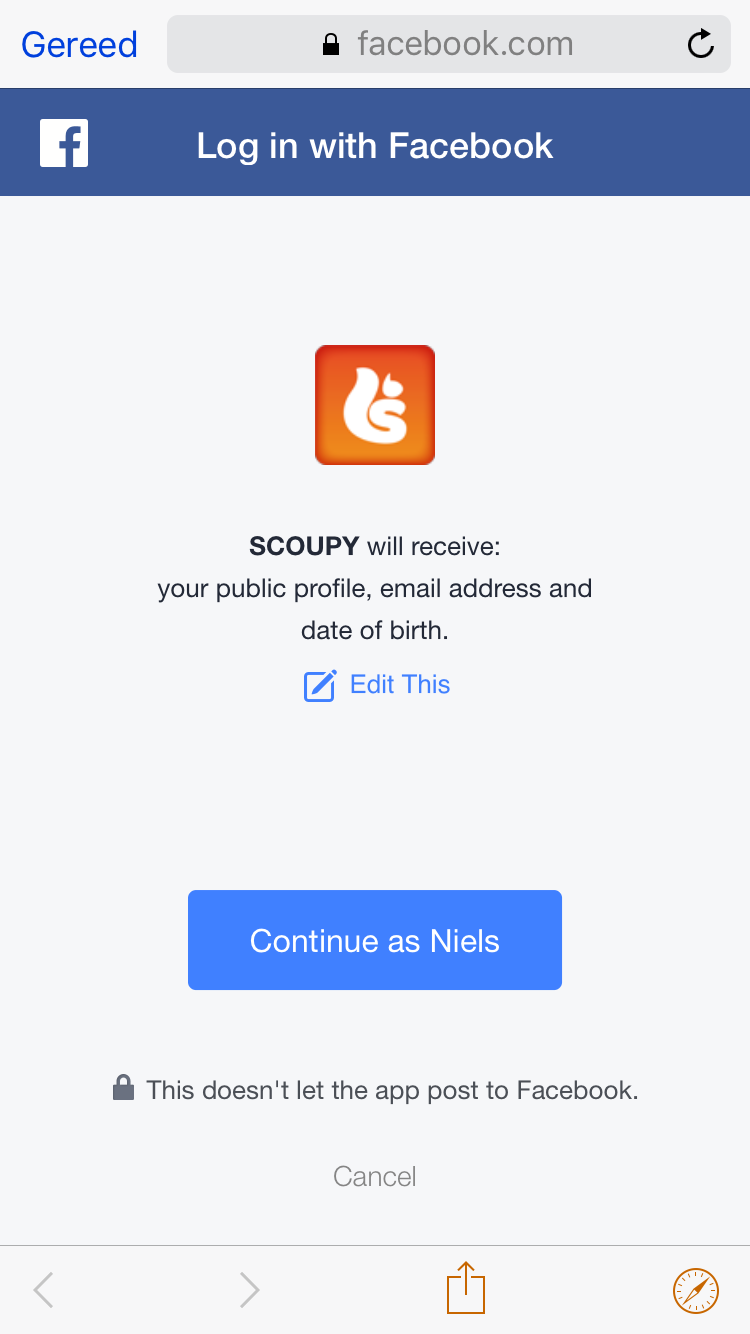 Gereed
facebook.com
Log in with Facebook
SCOUPY will receive:
your public profile, email address and
date of birth.
Edit This
Continue as Niels
This doesn't let the app post to Facebook.
Cancel